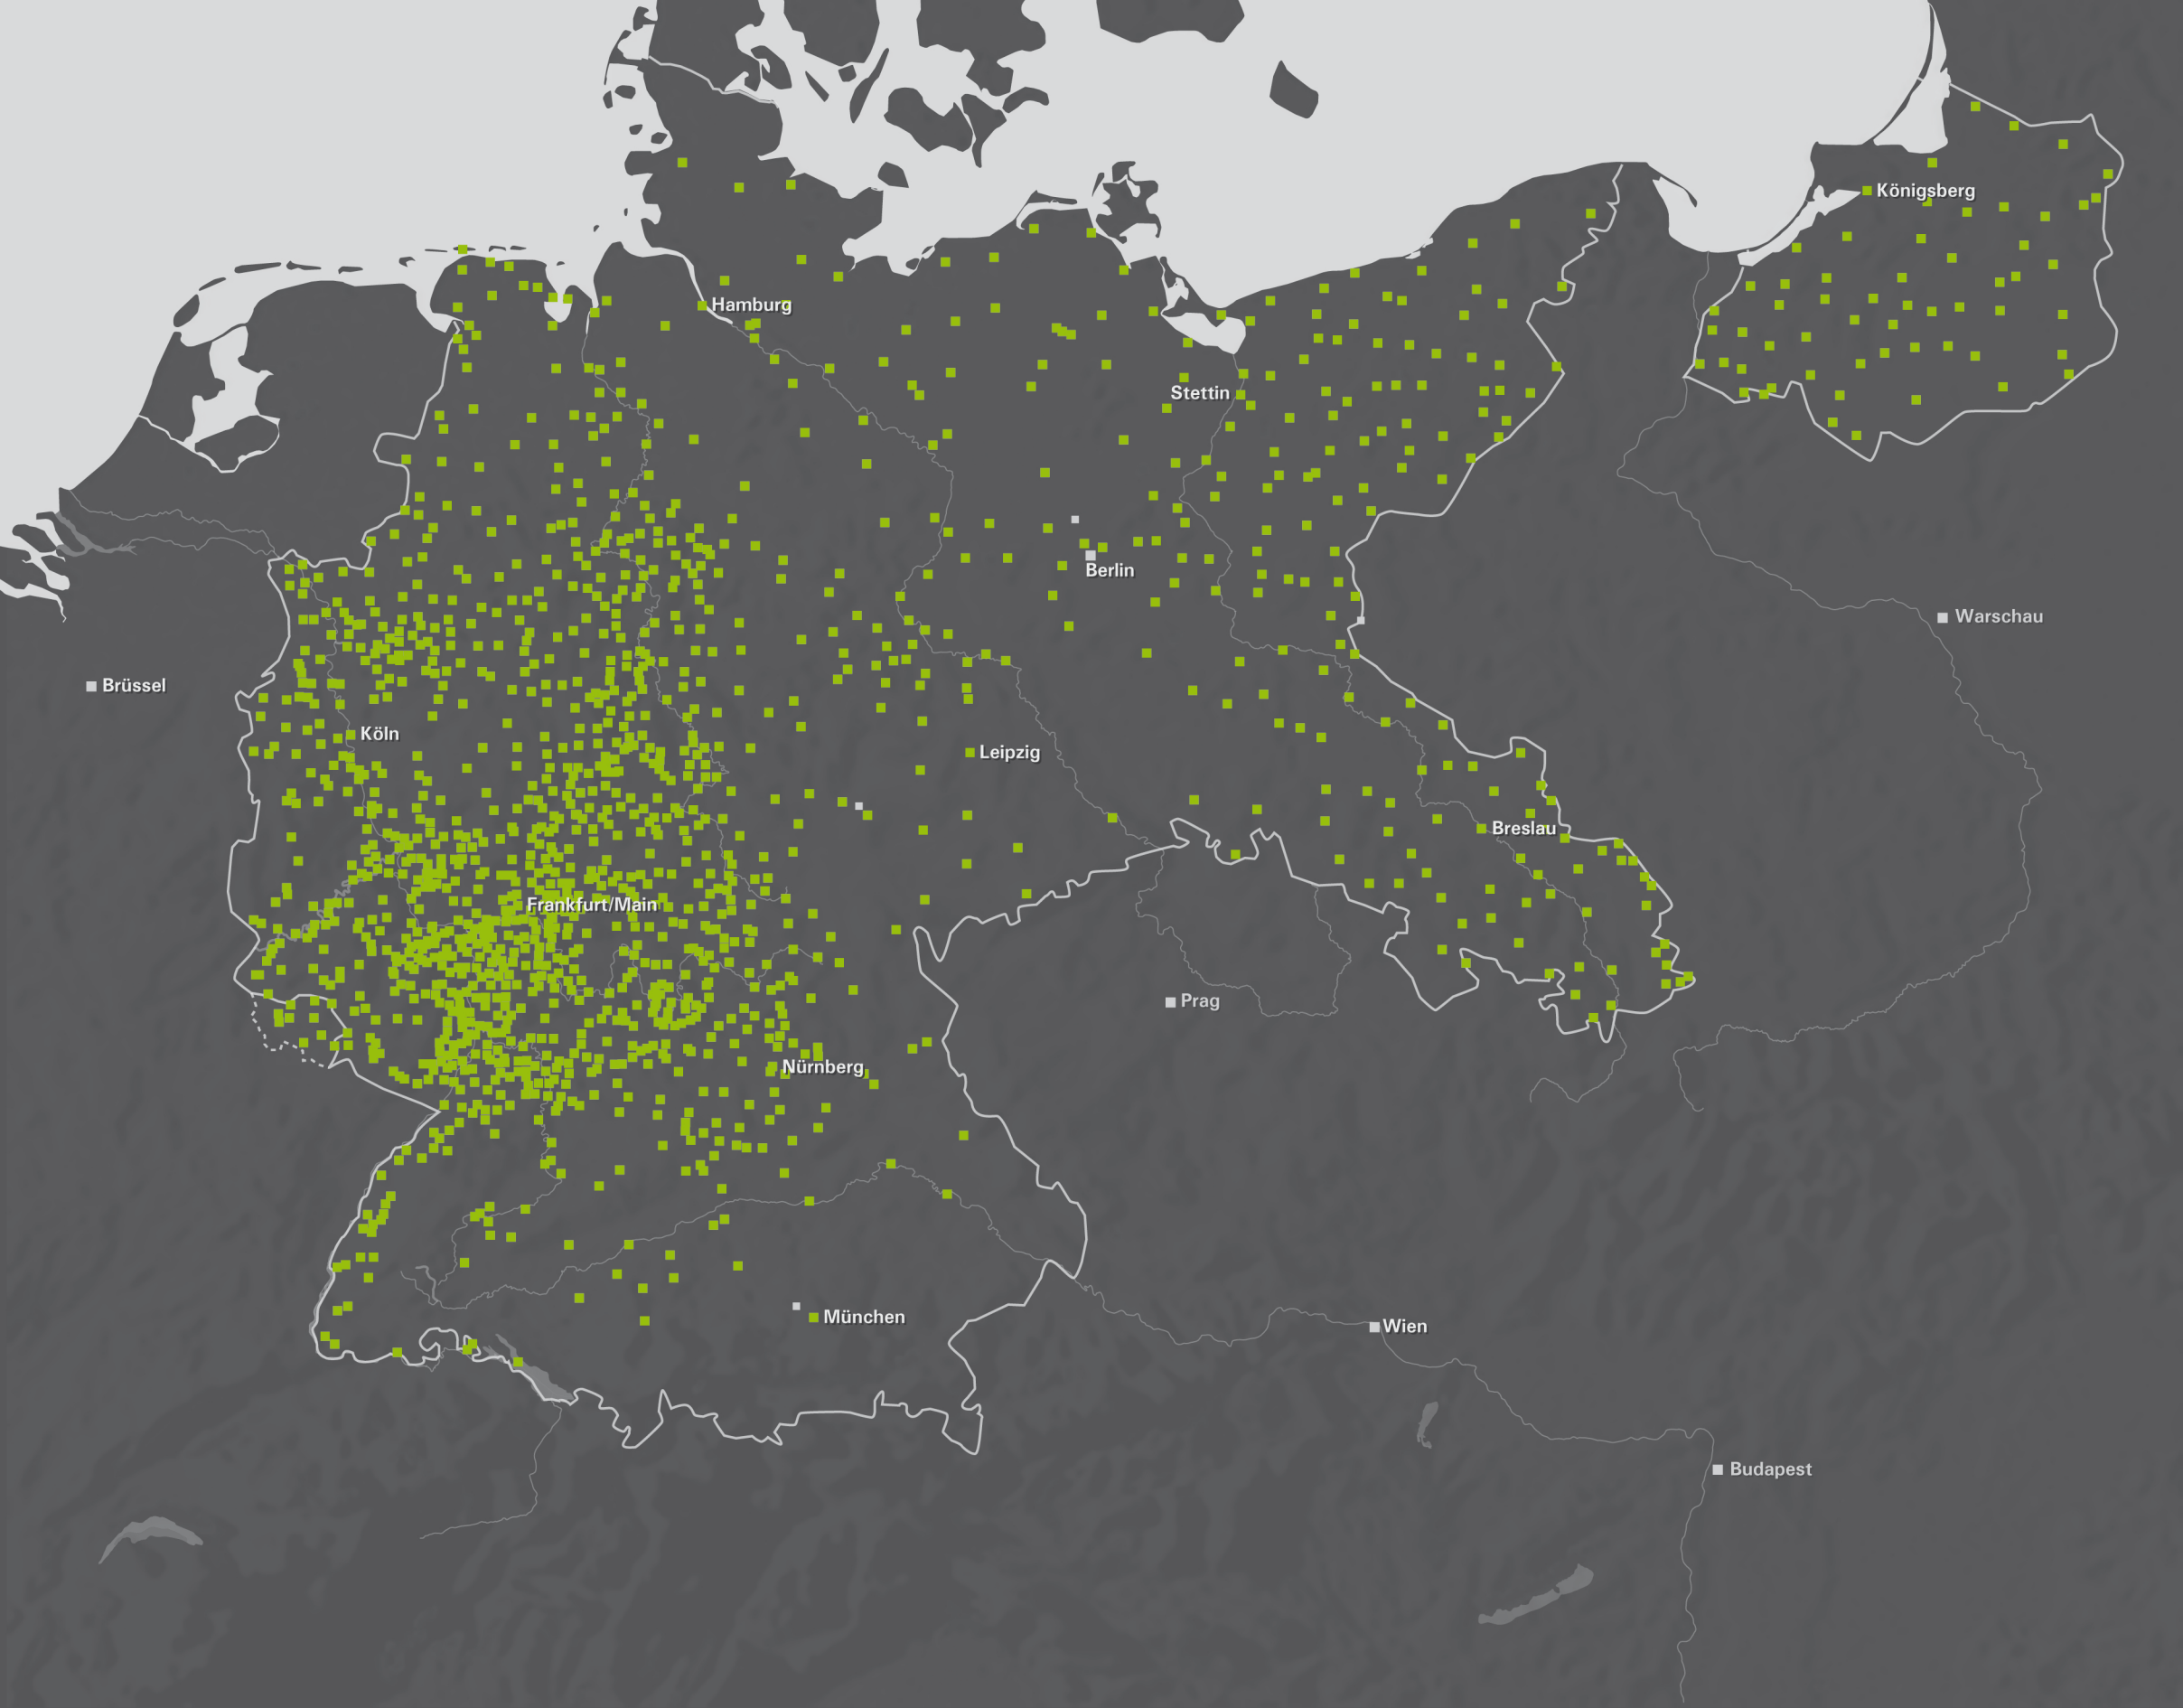 Königsberg
Hamburg
Stettin
Berlin
Warschau
Brüssel
Köln
Leipzig
Breslau
Frankfurt/Main
Prag
Nürnberg
München
Wien
Budapest